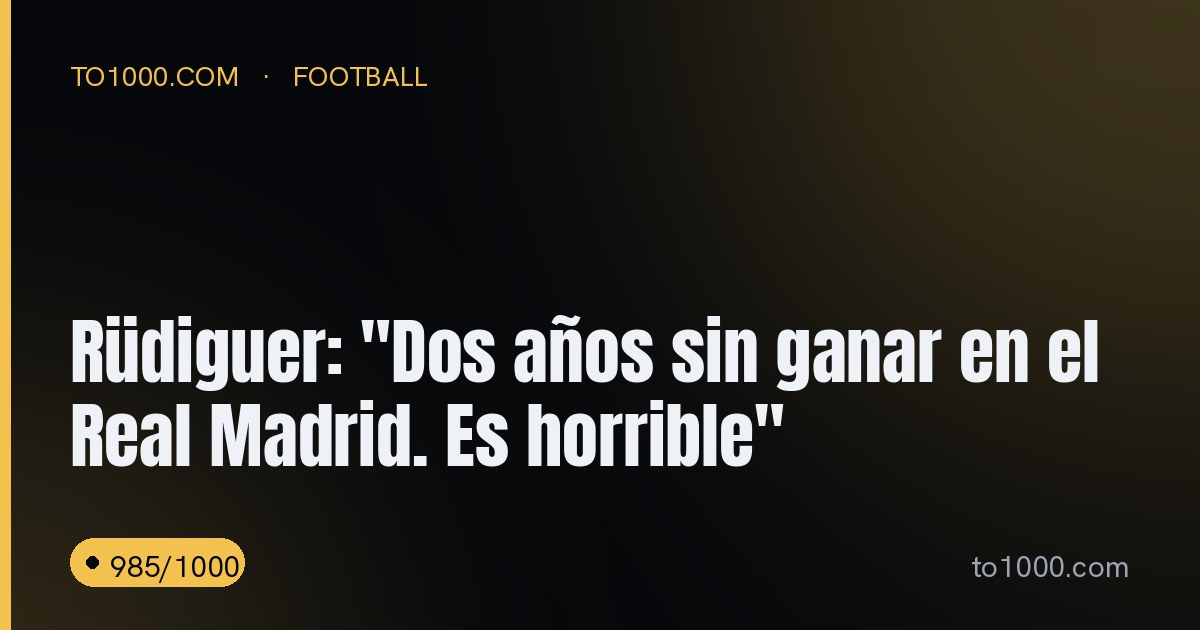 TO1000.COM · FOOTBALL
Rüdiguer: "Dos años sin ganar en el
Real Madrid. Es horrible"
985/1000
to1000.com